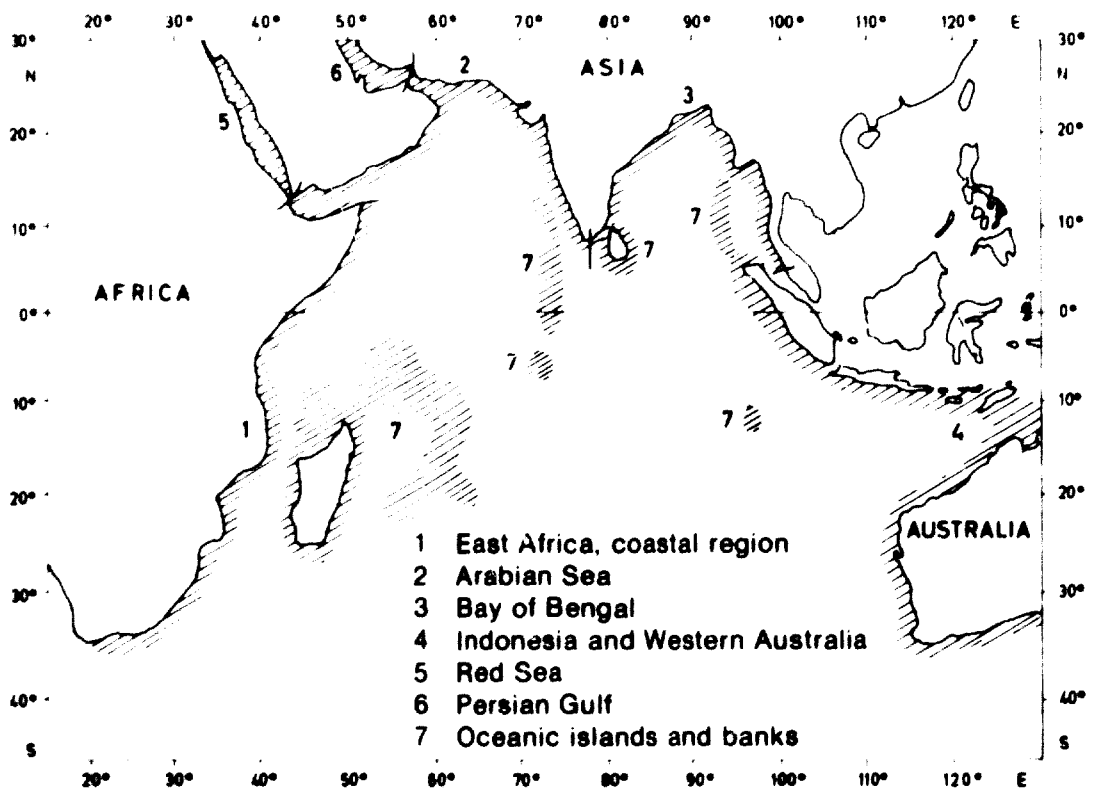 20° 30° 40° 50° 60° 70° 80° 90° 100° 110° 120° E
30° 30°
N N
6 2 ASIA
3
5
20° 20°
7
10° 10°
7 7
AFRICA
0° 0°
7
10° 10°
1 7 7 4
20° 20°
AUSTRALIA
1 East Africa, coastal region
2 Arabian Sea
3 Bay of Bengal
4 Indonesia and Western Australia
5 Red Sea
6 Persian Gulf
7 Oceanic islands and banks
30° 30°
40° 40°
S S
20° 30° 40° 50° 60° 70° 80° 90° 100° 110° 120° E